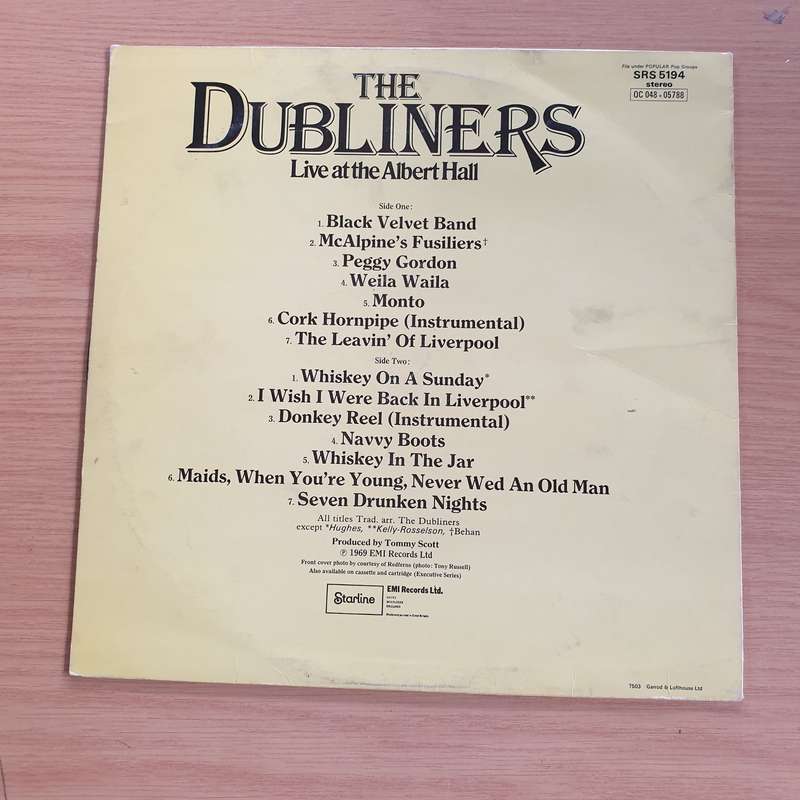 File under POPULAR Pop Groups
SRS 5194
stereo
OC 048 - 05788
THE
DUBLINERS
Live at the Albert Hall
Side One:
1. Black Velvet Band
2. McAlpine's Fusiliers†
3. Peggy Gordon
4. Weila Waila
5. Monto
6. Cork Hornpipe (Instrumental)
7. The Leavin' Of Liverpool
Side Two:
1. Whiskey On A Sunday*
2. I Wish I Were Back In Liverpool**
3. Donkey Reel (Instrumental)
4. Navvy Boots
5. Whiskey In The Jar
6. Maids, When You're Young, Never Wed An Old Man
7. Seven Drunken Nights
All titles Trad. arr. The Dubliners
except *Hughes, **Kelly-Rosselson, †Behan
Produced by Tommy Scott
℗ 1969 EMI Records Ltd
Front cover photo by courtesy of Redferns (photo: Tony Russell)
Also available on cassette and cartridge (Executive Series)
Starline
EMI Records Ltd.
7503 Garrod & Lofthouse Ltd